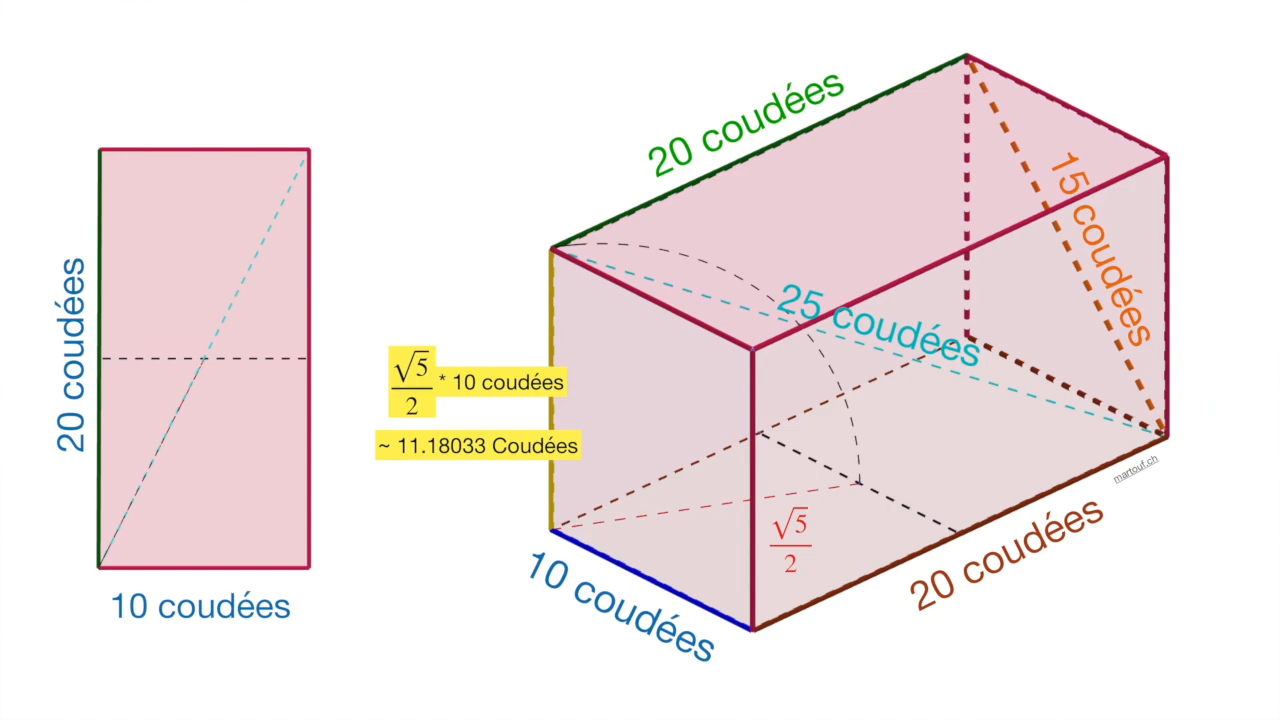 20 coudées
10 coudées
20 coudées
15 coudées
25 coudées
√5/2 * 10 coudées
~ 11.18033 Coudées
√5/2
10 coudées
20 coudées
martouf.ch